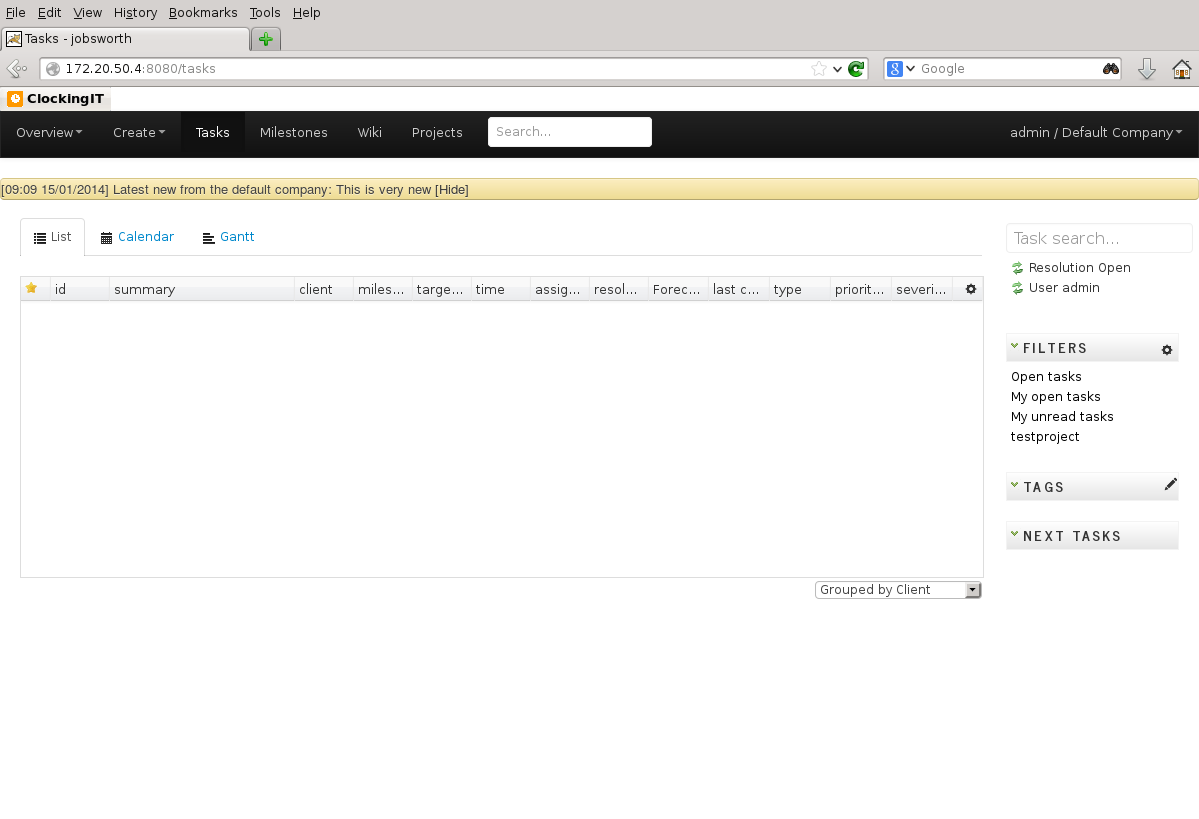 File Edit View History Bookmarks Tools Help
Tasks - jobsworth
172.20.50.4:8080/tasks
Google
ClockingIT
Overview Create Tasks Milestones Wiki Projects Search... admin / Default Company
[09:09 15/01/2014] Latest new from the default company: This is very new [Hide]
List Calendar Gantt
id summary client miles... targe... time assig... resol... Forec... last c... type priorit... severi...
Grouped by Client
Task search...
Resolution Open
User admin
FILTERS
Open tasks
My open tasks
My unread tasks
testproject
TAGS
NEXT TASKS